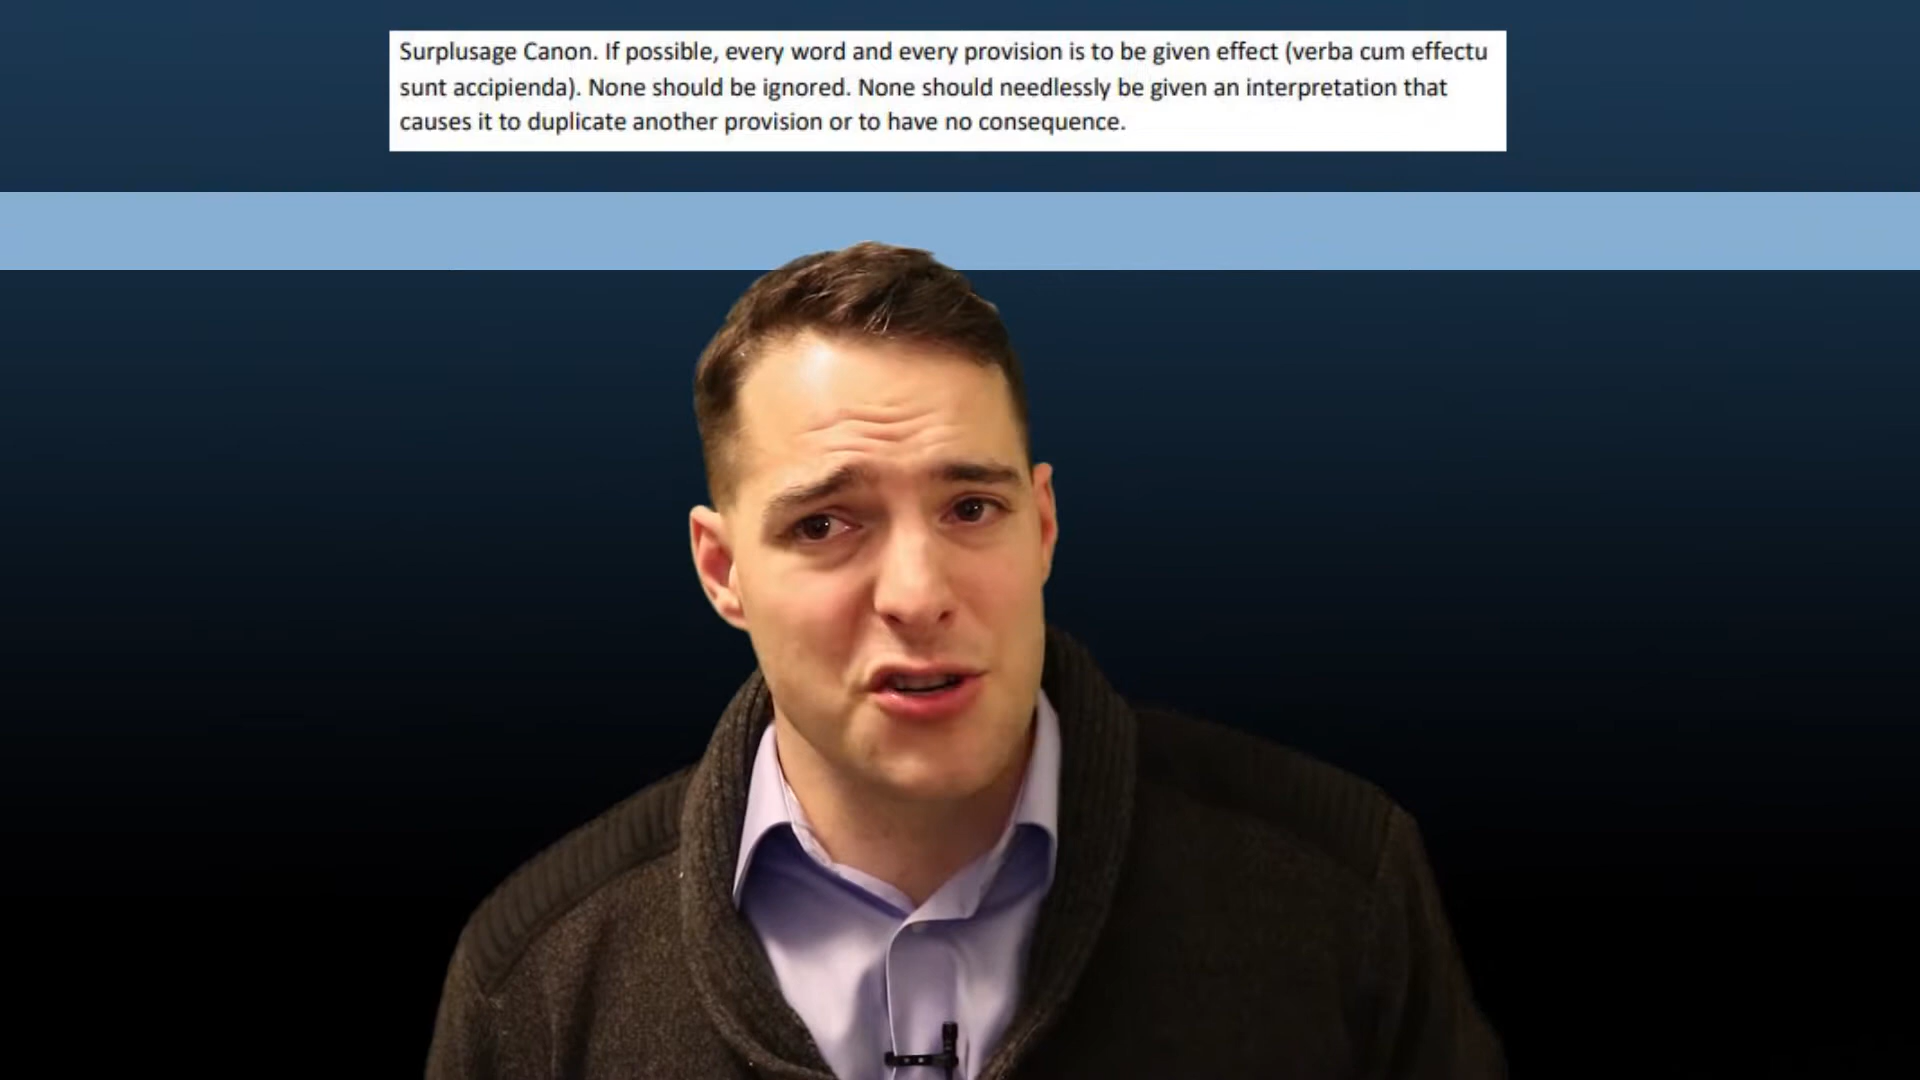 Surplusage Canon. If possible, every word and every provision is to be given effect (verba cum effectu
sunt accipienda). None should be ignored. None should needlessly be given an interpretation that
causes it to duplicate another provision or to have no consequence.